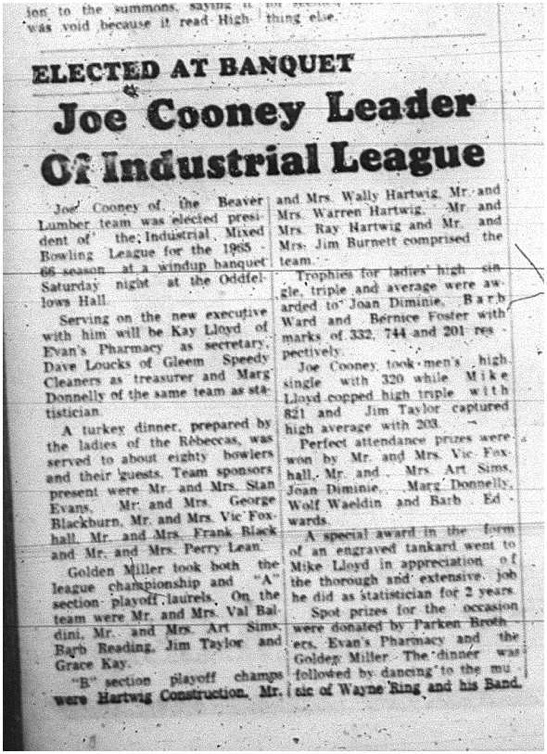 ion to the summons, saying it
was void because it read High-
thing else.
ELECTED AT BANQUET
Joe Cooney Leader
Of Industrial League
Joe Cooney of the Beaver
Lumber team was elected presi-
dent of the Industrial Mixed
Bowling League for the 1965-
66 season at a windup banquet
Saturday night at the Oddfel-
lows Hall.
Serving on the new executive
with him will be Kay Lloyd of
Evan's Pharmacy as secretary,
Dave Loucks of Gleem Speedy
Cleaners as treasurer and Marg
Donnelly of the same team as sta-
tistician.
A turkey dinner, prepared by
the ladies of the Rebeccas, was
served to about eighty bowlers
and their guests. Team sponsors
present were Mr. and Mrs. Stan
Evans, Mr. and Mrs. George
Blackburn, Mr. and Mrs. Vic Fox-
hall, Mr. and Mrs. Frank Black
and Mr. and Mrs. Perry Lean.
Golden Miller took both the
league championship and "A"
section playoff laurels. On the
team were Mr. and Mrs. Val Bal-
dini, Mr. and Mrs. Art Sims,
Barb Reading, Jim Taylor and
Grace Kay.
"B" section playoff champs
were Hartwig Construction. Mr.
and Mrs. Wally Hartwig, Mr. and
Mrs. Warren Hartwig, Mr. and
Mrs. Ray Hartwig and Mr. and
Mrs. Jim Burnett comprised the
team.
Trophies for ladies' high sin-
gle, triple and average were aw-
arded to Joan Diminie, Barb
Ward and Bernice Foster with
marks of 332, 744 and 201 res
pectively.
Joe Cooney took men's high
single with 320 while Mike
Lloyd copped high triple with
821 and Jim Taylor captured
high average with 203.
Perfect attendance prizes were
won by Mr. and Mrs. Vic Fox-
hall, Mr. and Mrs. Art Sims,
Joan Diminie, Marg Donnelly,
Wolf Waeldin and Barb Ed-
wards.
A special award in the form
of an engraved tankard went to
Mike Lloyd in appreciation of
the thorough and extensive job
he did as statistician for 2 years.
Spot prizes for the occasion
were donated by Parken Broth-
ers, Evan's Pharmacy and the
Golden Miller. The dinner was
followed by dancing to the mu-
sic of Wayne Ring and his Band.